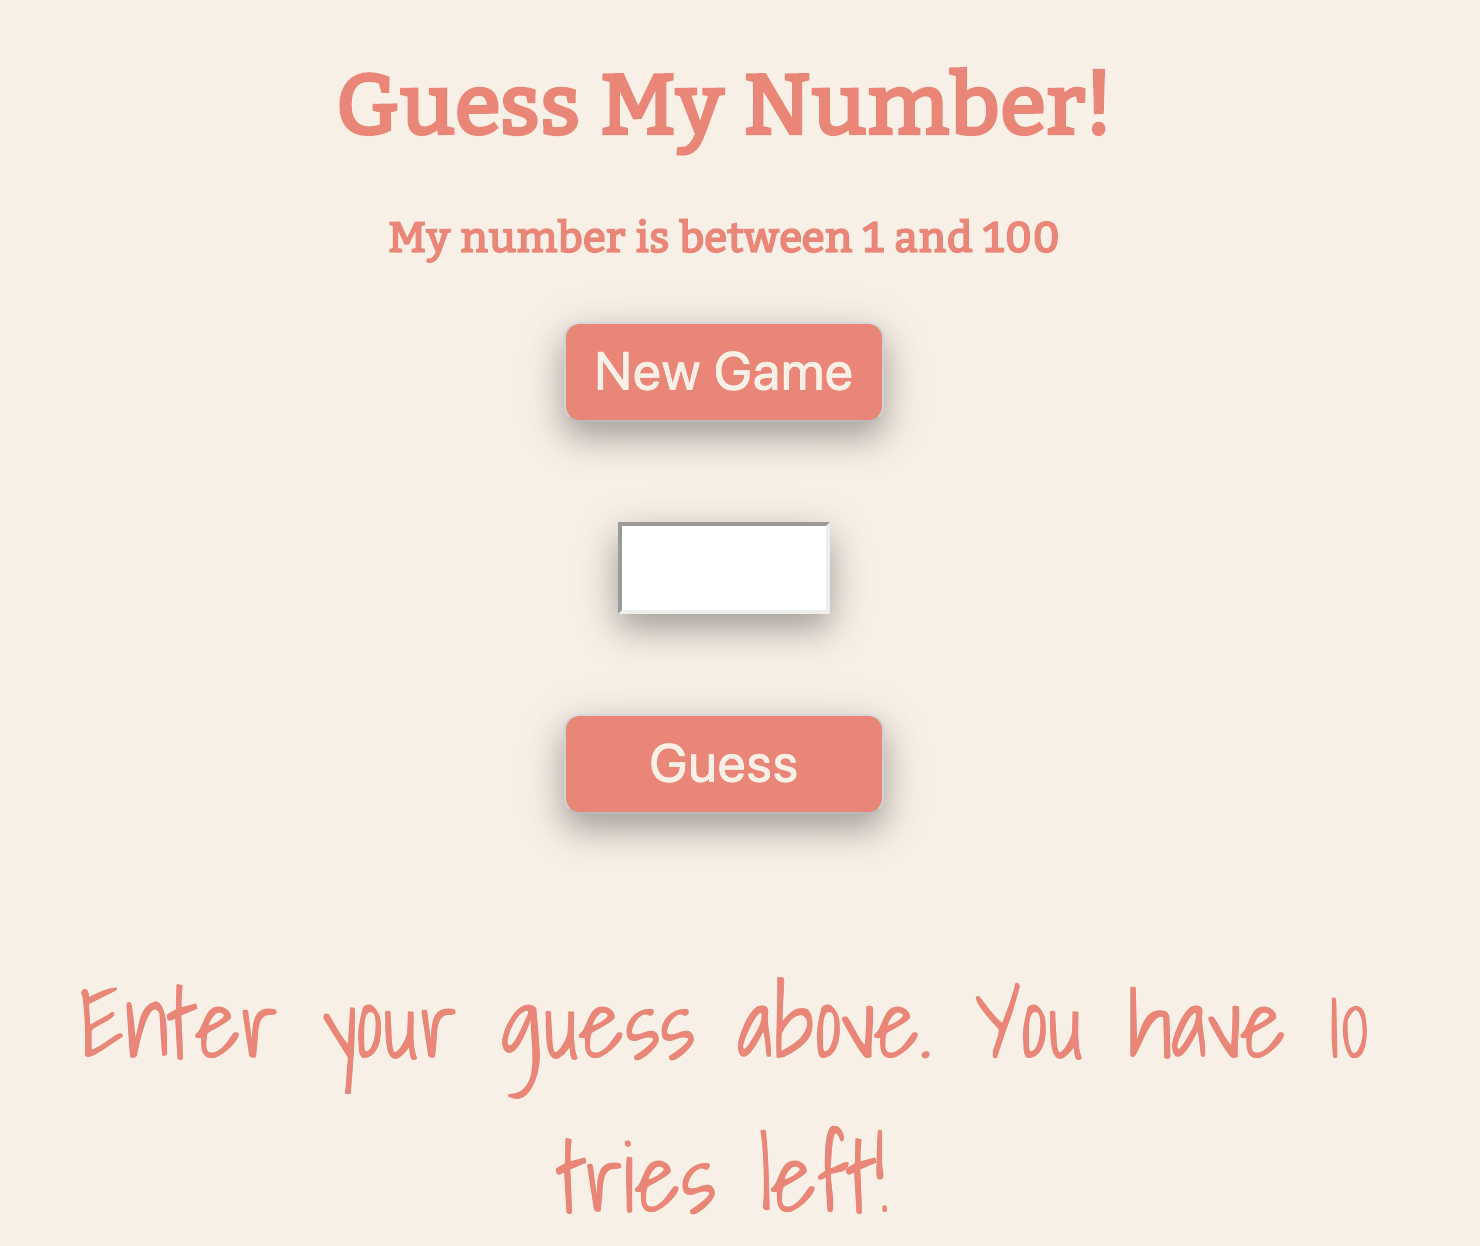 Guess My Number!
My number is between 1 and 100
New Game
Guess
Enter your guess above. You have 10
tries left!